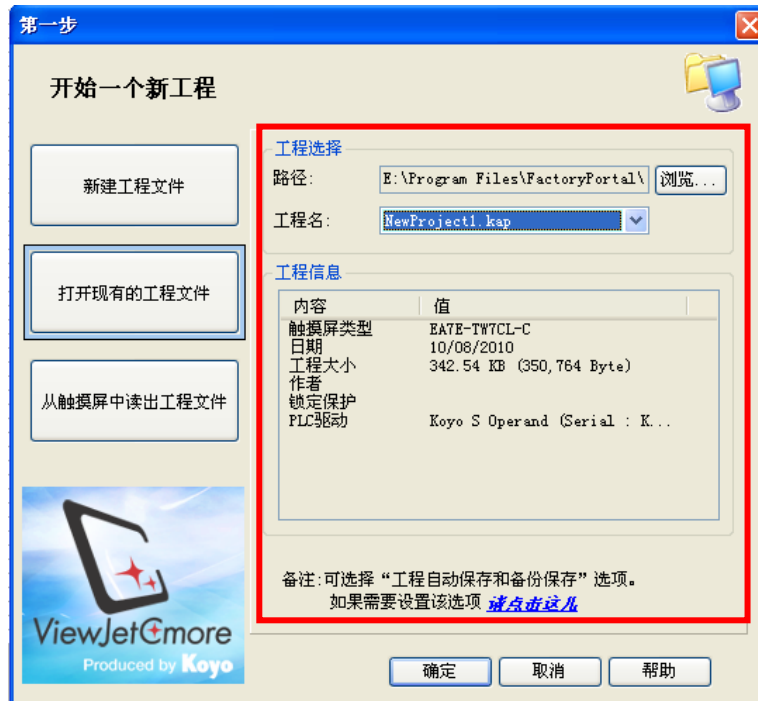 第一步
开始一个新工程
新建工程文件
打开现有的工程文件
从触摸屏中读出工程文件
工程选择
路径: E:\Program Files\FactoryPortal\ 浏览...
工程名: NewProject1.kap
工程信息
内容 值
触摸屏类型 EA7E-TW7CL-C
日期 10/08/2010
工程大小 342.54 KB (350,764 Byte)
作者
锁定保护
PLC驱动 Koyo S Operand (Serial : K...
备注:可选择“工程自动保存和备份保存”选项。
如果需要设置该选项 请点击这儿
ViewJetCmore
Produced by Koyo
确定 取消 帮助